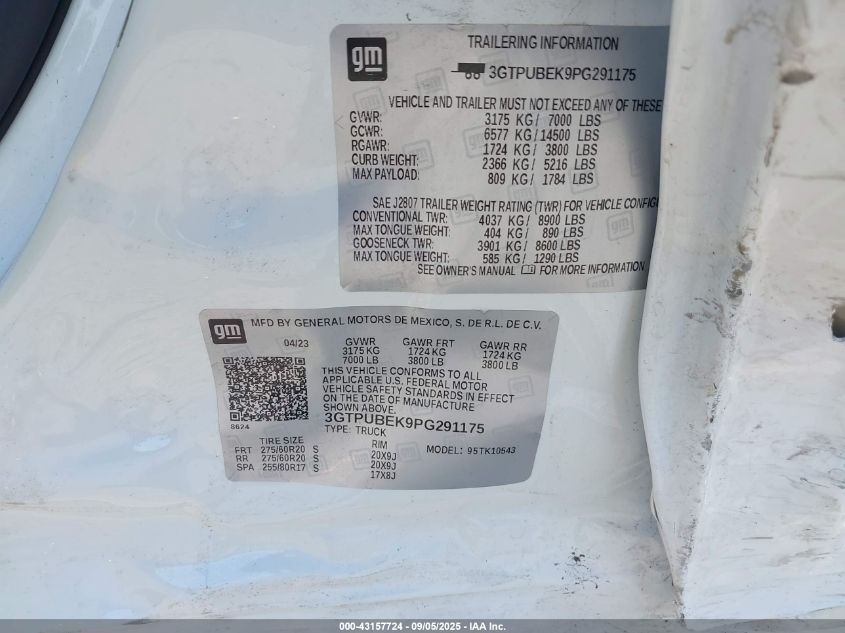 gm
TRAILERING INFORMATION
3GTPUBEK9PG291175
VEHICLE AND TRAILER MUST NOT EXCEED ANY OF THESE
GVWR: 3175 KG/ 7000 LBS
GCWR: 6577 KG/14500 LBS
RGAWR: 1724 KG/ 3800 LBS
CURB WEIGHT: 2366 KG/ 5216 LBS
MAX PAYLOAD: 809 KG/ 1784 LBS
SAE J2807 TRAILER WEIGHT RATING (TWR) FOR VEHICLE
CONVENTIONAL TWR: 4037 KG/ 8900 LBS
MAX TONGUE WEIGHT: 404 KG/ 890 LBS
GOOSENECK TWR: 3901 KG/ 8600 LBS
MAX TONGUE WEIGHT: 585 KG/ 1290 LBS
SEE OWNER'S MANUAL FOR MORE INFORMATION
gm
MFD BY GENERAL MOTORS DE MEXICO, S. DE R.L. DE C.V.
04/23 GVWR GAWR FRT GAWR RR
3175 KG 1724 KG 1724 KG
7000 LB 3800 LB 3800 LB
THIS VEHICLE CONFORMS TO ALL
APPLICABLE U.S. FEDERAL MOTOR
VEHICLE SAFETY STANDARDS IN EFFECT
ON THE DATE OF MANUFACTURE
SHOWN ABOVE.
3GTPUBEK9PG291175
8624
TYPE: TRUCK
TIRE SIZE RIM MODEL: 95TK10543
FRT 275/60R20 S 20X9J
RR 275/60R20 S 20X9J
SPA 255/80R17 S 17X8J
000-43157724 - 09/05/2025 - IAA Inc.